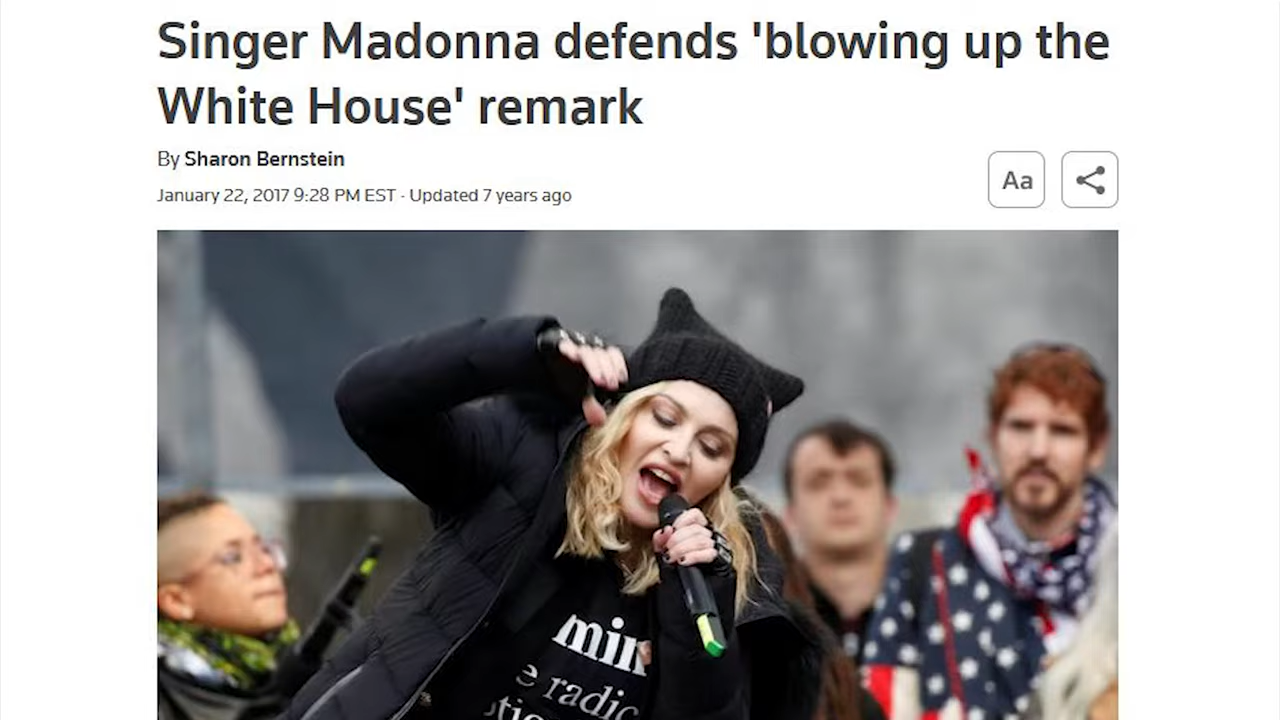 Singer Madonna defends 'blowing up the
White House' remark
By Sharon Bernstein
January 22, 2017 9:28 PM EST · Updated 7 years ago
Aa
min
e radic